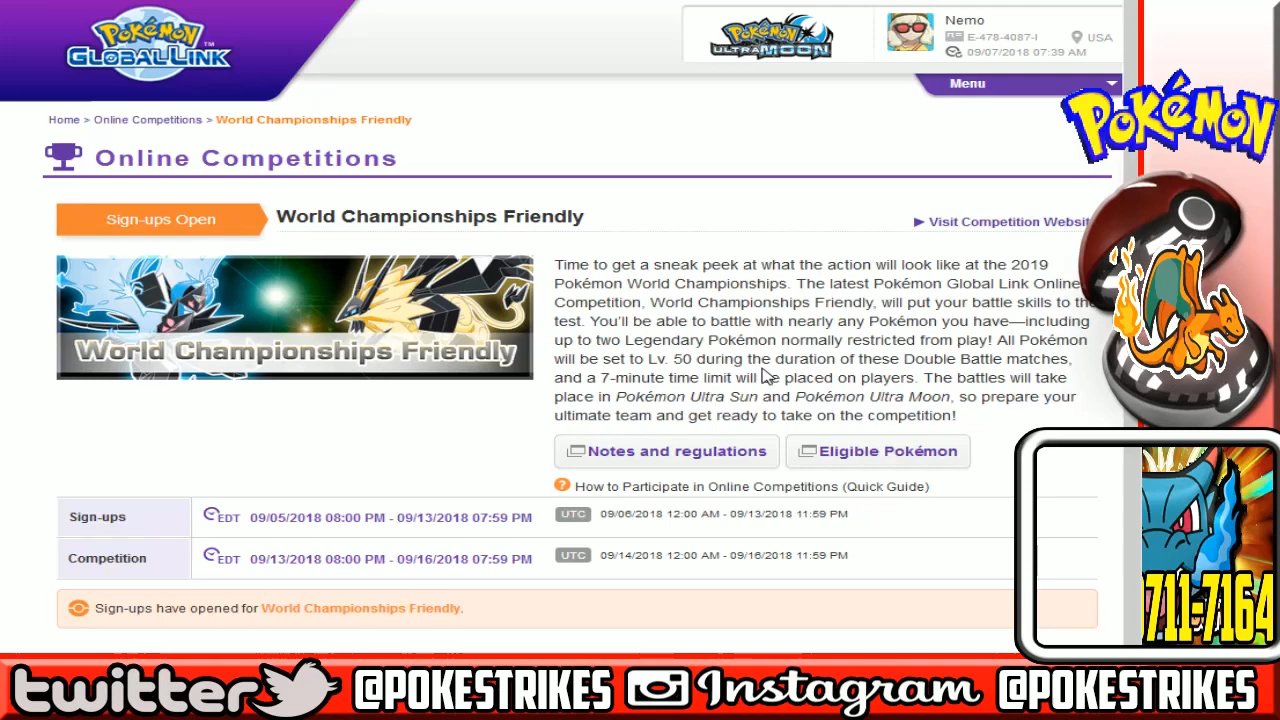 Pokémon
GLOBAL LINK™
Pokémon
ULTRA MOON
Nemo
E-478-4087-I
USA
09/07/2018 07:39 AM
Menu
Home > Online Competitions > World Championships Friendly
Online Competitions
Pokémon
Sign-ups Open
World Championships Friendly
Visit Competition
World Championships Friendly
Time to get a sneak peek at what the action will look like at the 2019
Pokémon World Championships. The latest Pokémon Global Link Online
Competition, World Championships Friendly, will put your battle skills to the
test. You'll be able to battle with nearly any Pokémon you have—including
up to two Legendary Pokémon normally restricted from play! All Pokémon
will be set to Lv. 50 during the duration of these Double Battle matches,
and a 7-minute time limit will be placed on players. The battles will take
place in Pokémon Ultra Sun and Pokémon Ultra Moon, so prepare your
ultimate team and get ready to take on the competition!
Notes and regulations
Eligible Pokémon
How to Participate in Online Competitions (Quick Guide)
Sign-ups
EDT 09/05/2018 08:00 PM - 09/13/2018 07:59 PM
UTC 09/06/2018 12:00 AM - 09/13/2018 11:59 PM
Competition
EDT 09/13/2018 08:00 PM - 09/16/2018 07:59 PM
UTC 09/14/2018 12:00 AM - 09/16/2018 11:59 PM
Sign-ups have opened for World Championships Friendly.
711-7164
twitter @POKESTRIKES Instagram @POKESTRIKES